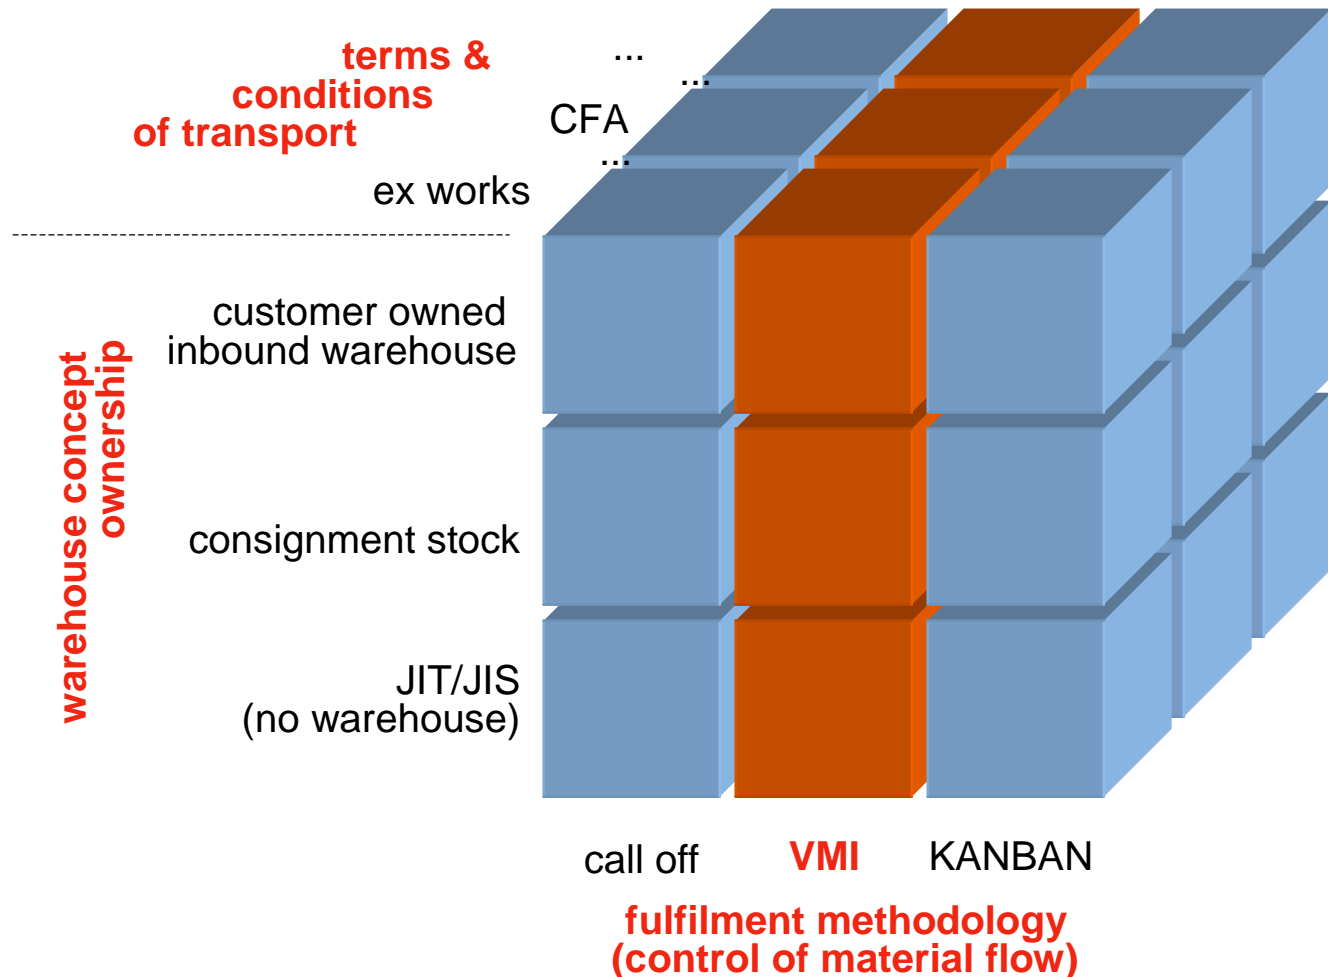 ...
terms &
...
conditions
CFA
of transport
...
ex works
customer owned
inbound warehouse
warehouse concept
ownership
consignment stock
JIT/JIS
(no warehouse)
call off
VMI
KANBAN
fulfilment methodology
(control of material flow)